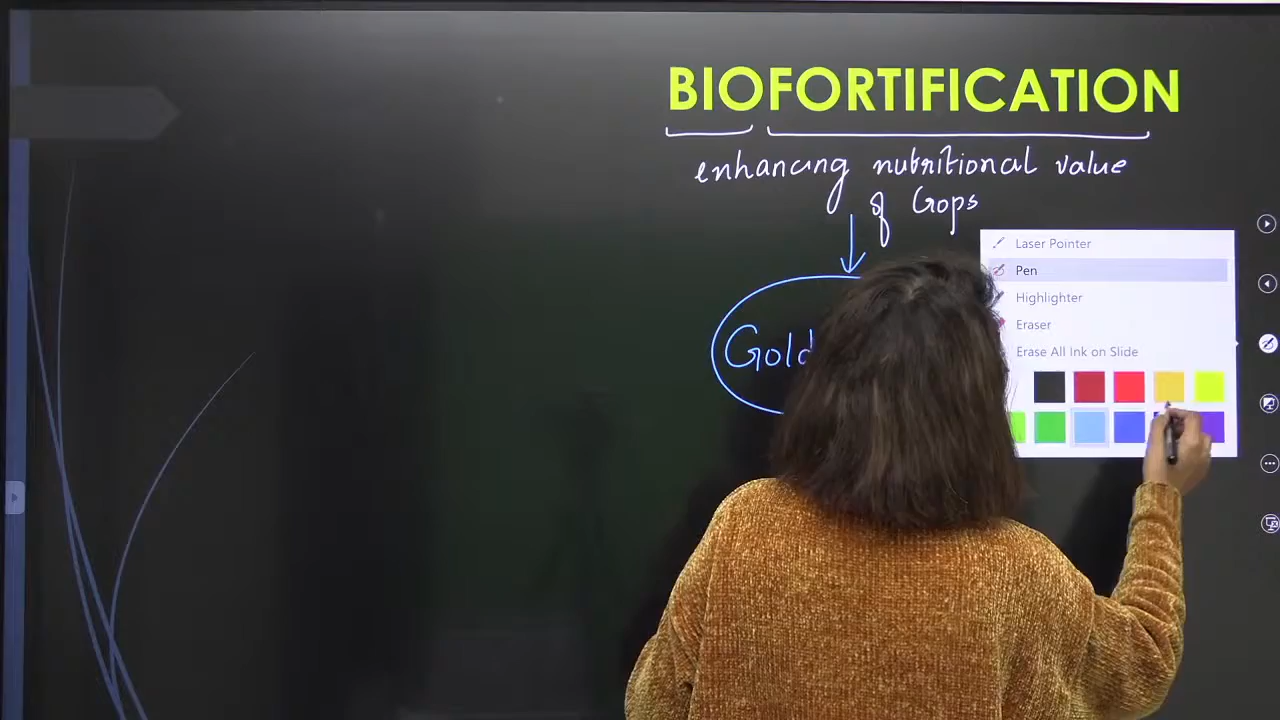 BIOFORTIFICATION
enhancing nutritional value
of Crops
Gold
Laser Pointer
Pen
Highlighter
Eraser
Erase All Ink on Slide